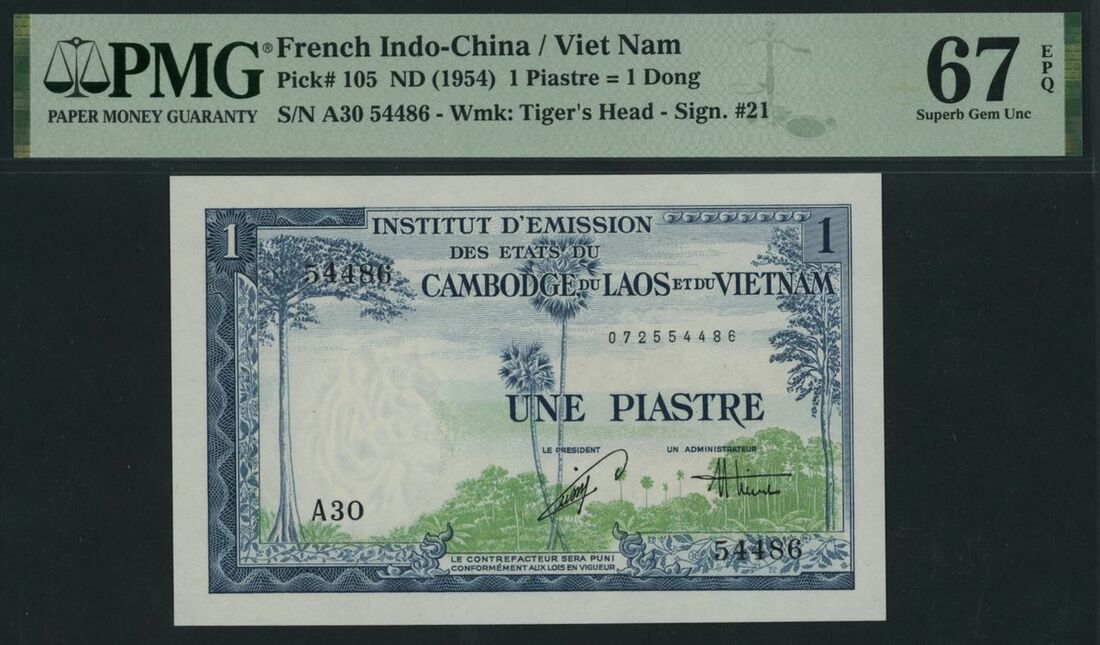 PMG®
PAPER MONEY GUARANTY
French Indo-China / Viet Nam
Pick# 105 ND (1954) 1 Piastre = 1 Dong
S/N A30 54486 - Wmk: Tiger's Head - Sign. #21
67
EPQ
Superb Gem Unc
1
INSTITUT D'EMISSION
1
DES ETATS DU
54486
CAMBODGE DU LAOS ET DU VIETNAM
072554486
UNE PIASTRE
LE PRESIDENT
UN ADMINISTRATEUR
A30
54486
LE CONTREFACTEUR SERA PUNI
CONFORMÉMENT AUX LOIS EN VIGUEUR